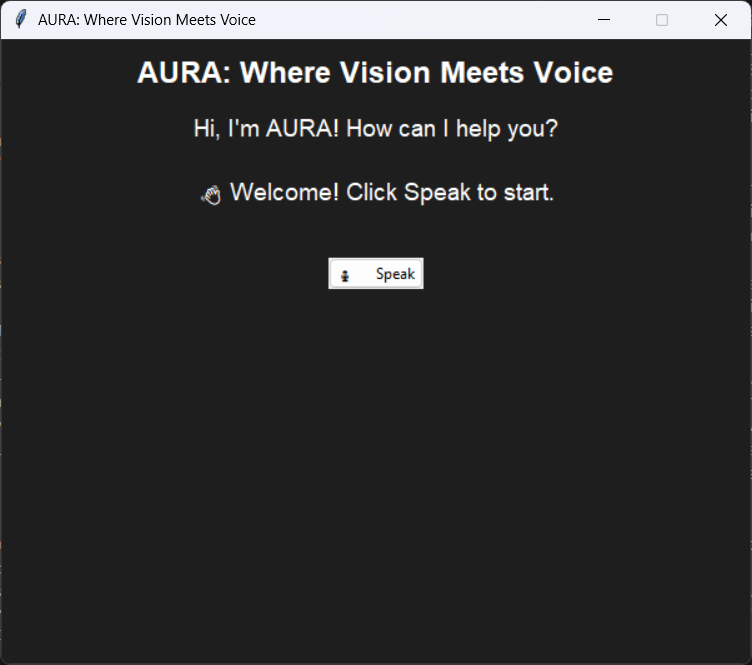 AURA: Where Vision Meets Voice
AURA: Where Vision Meets Voice
Hi, I'm AURA! How can I help you?
👋 Welcome! Click Speak to start.
🎙 Speak